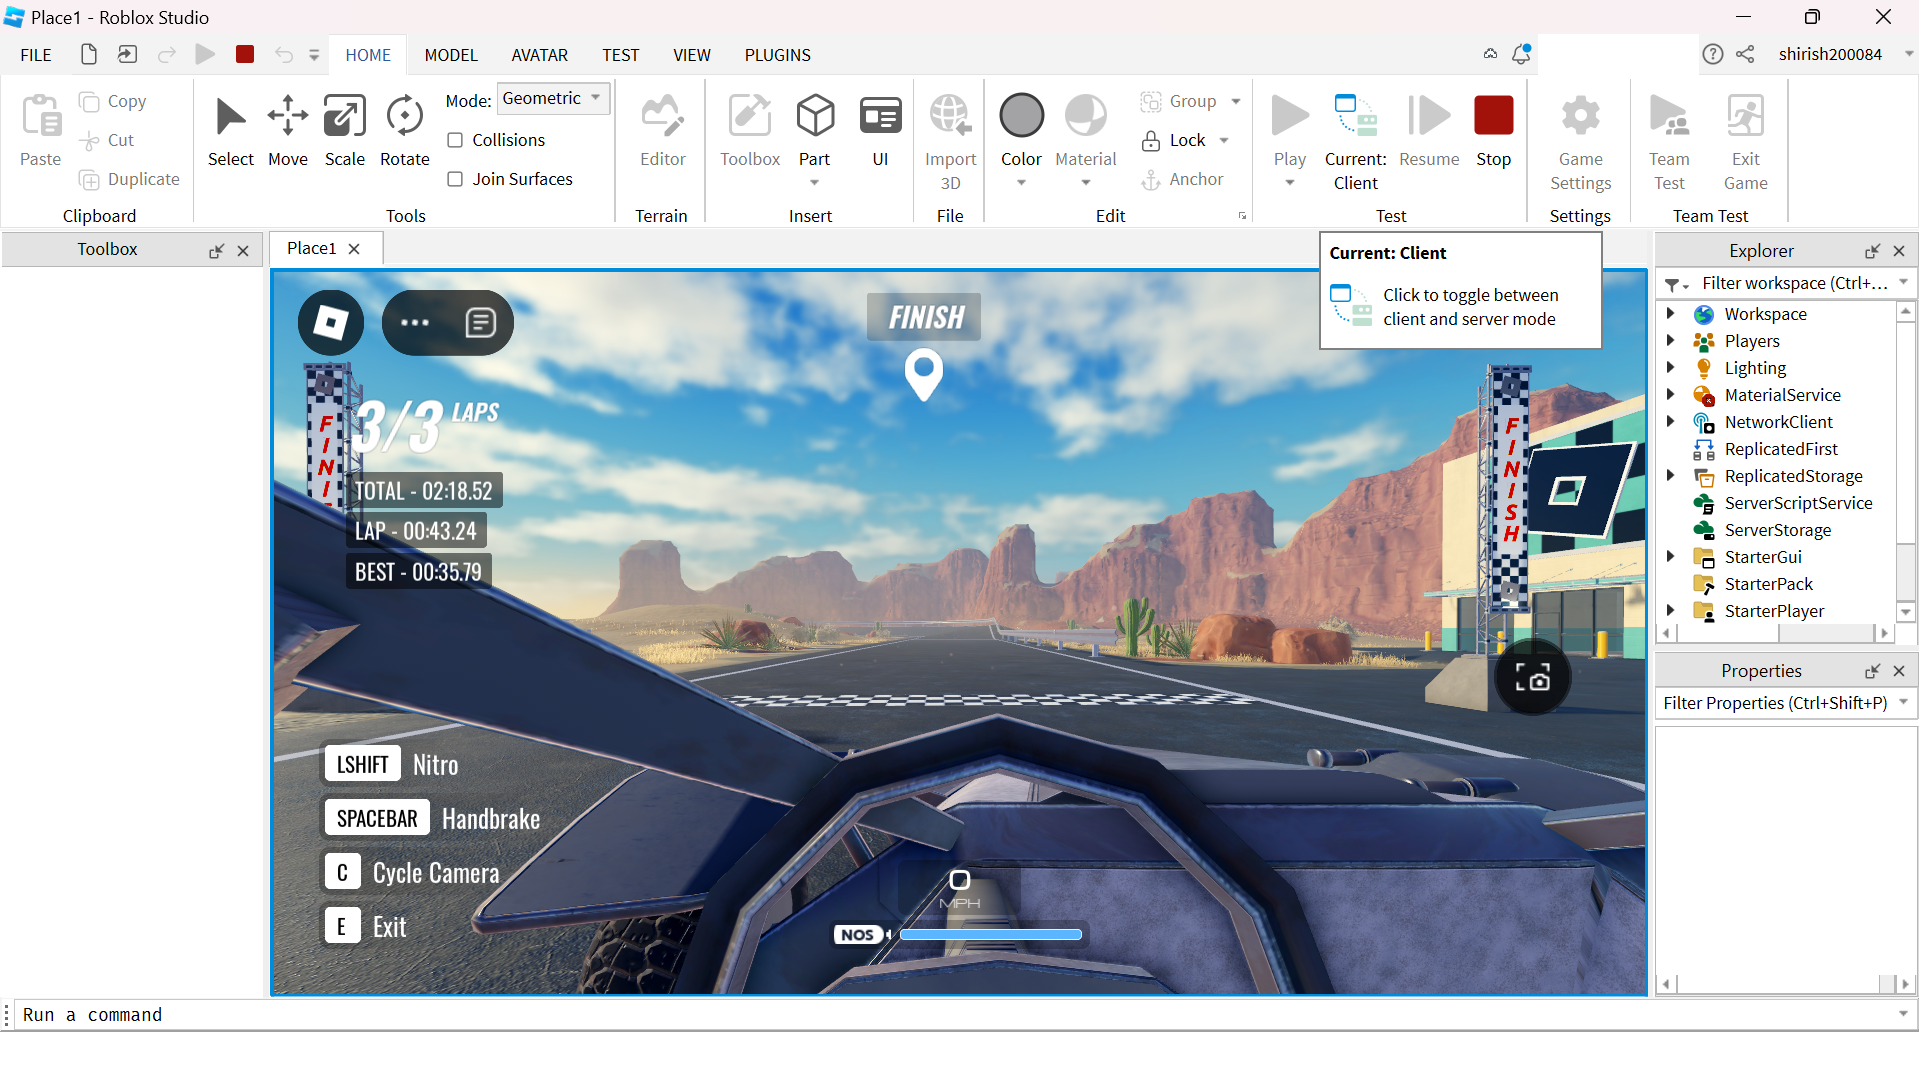 Place1 - Roblox Studio
FILE HOME MODEL AVATAR TEST VIEW PLUGINS shirish200084
Paste Copy Cut Duplicate
Clipboard
Select Move Scale Rotate
Mode: Geometric
Collisions
Join Surfaces
Tools
Editor
Terrain
Toolbox Part UI
Insert
Import 3D
File
Color Material Group Lock Anchor
Edit
Play Current: Client Resume Stop
Test
Game Settings
Settings
Team Test Exit Game
Team Test
Toolbox
Place1
Current: Client
Click to toggle between
client and server mode
FINISH
3/3 LAPS
TOTAL - 02:18.52
LAP - 00:43.24
BEST - 00:35.79
FINIS
FINISH
LSHIFT Nitro
SPACEBAR Handbrake
C Cycle Camera
E Exit
0
MPH
NOS
Explorer
Filter workspace (Ctrl+...
Workspace
Players
Lighting
MaterialService
NetworkClient
ReplicatedFirst
ReplicatedStorage
ServerScriptService
ServerStorage
StarterGui
StarterPack
StarterPlayer
Properties
Filter Properties (Ctrl+Shift+P)
Run a command